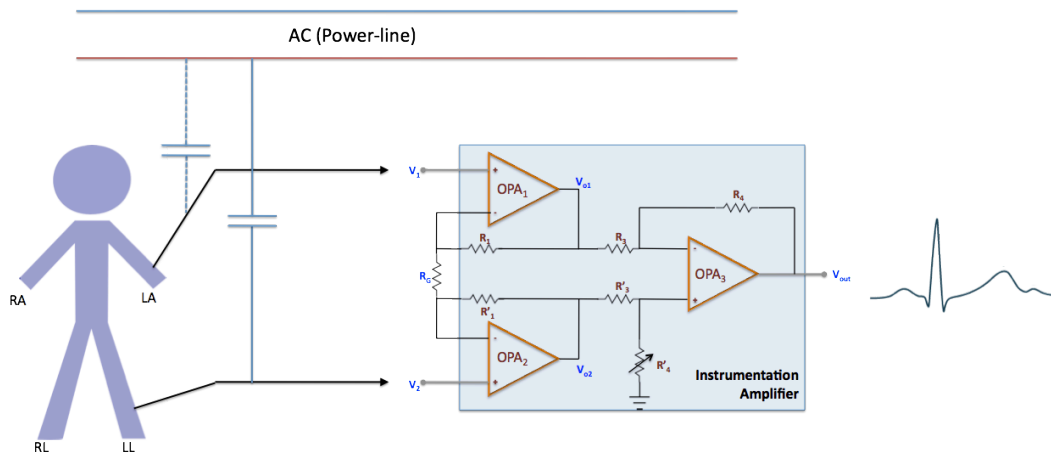 AC (Power-line)
RA
LA
RL
LL
V₁
V₂
+
OPA₁
-
Vo1
R₁
RG
R'₁
-
OPA₂
+
Vo2
R₃
R'₃
R₄
-
OPA₃
+
Vout
R'₄
Instrumentation
Amplifier